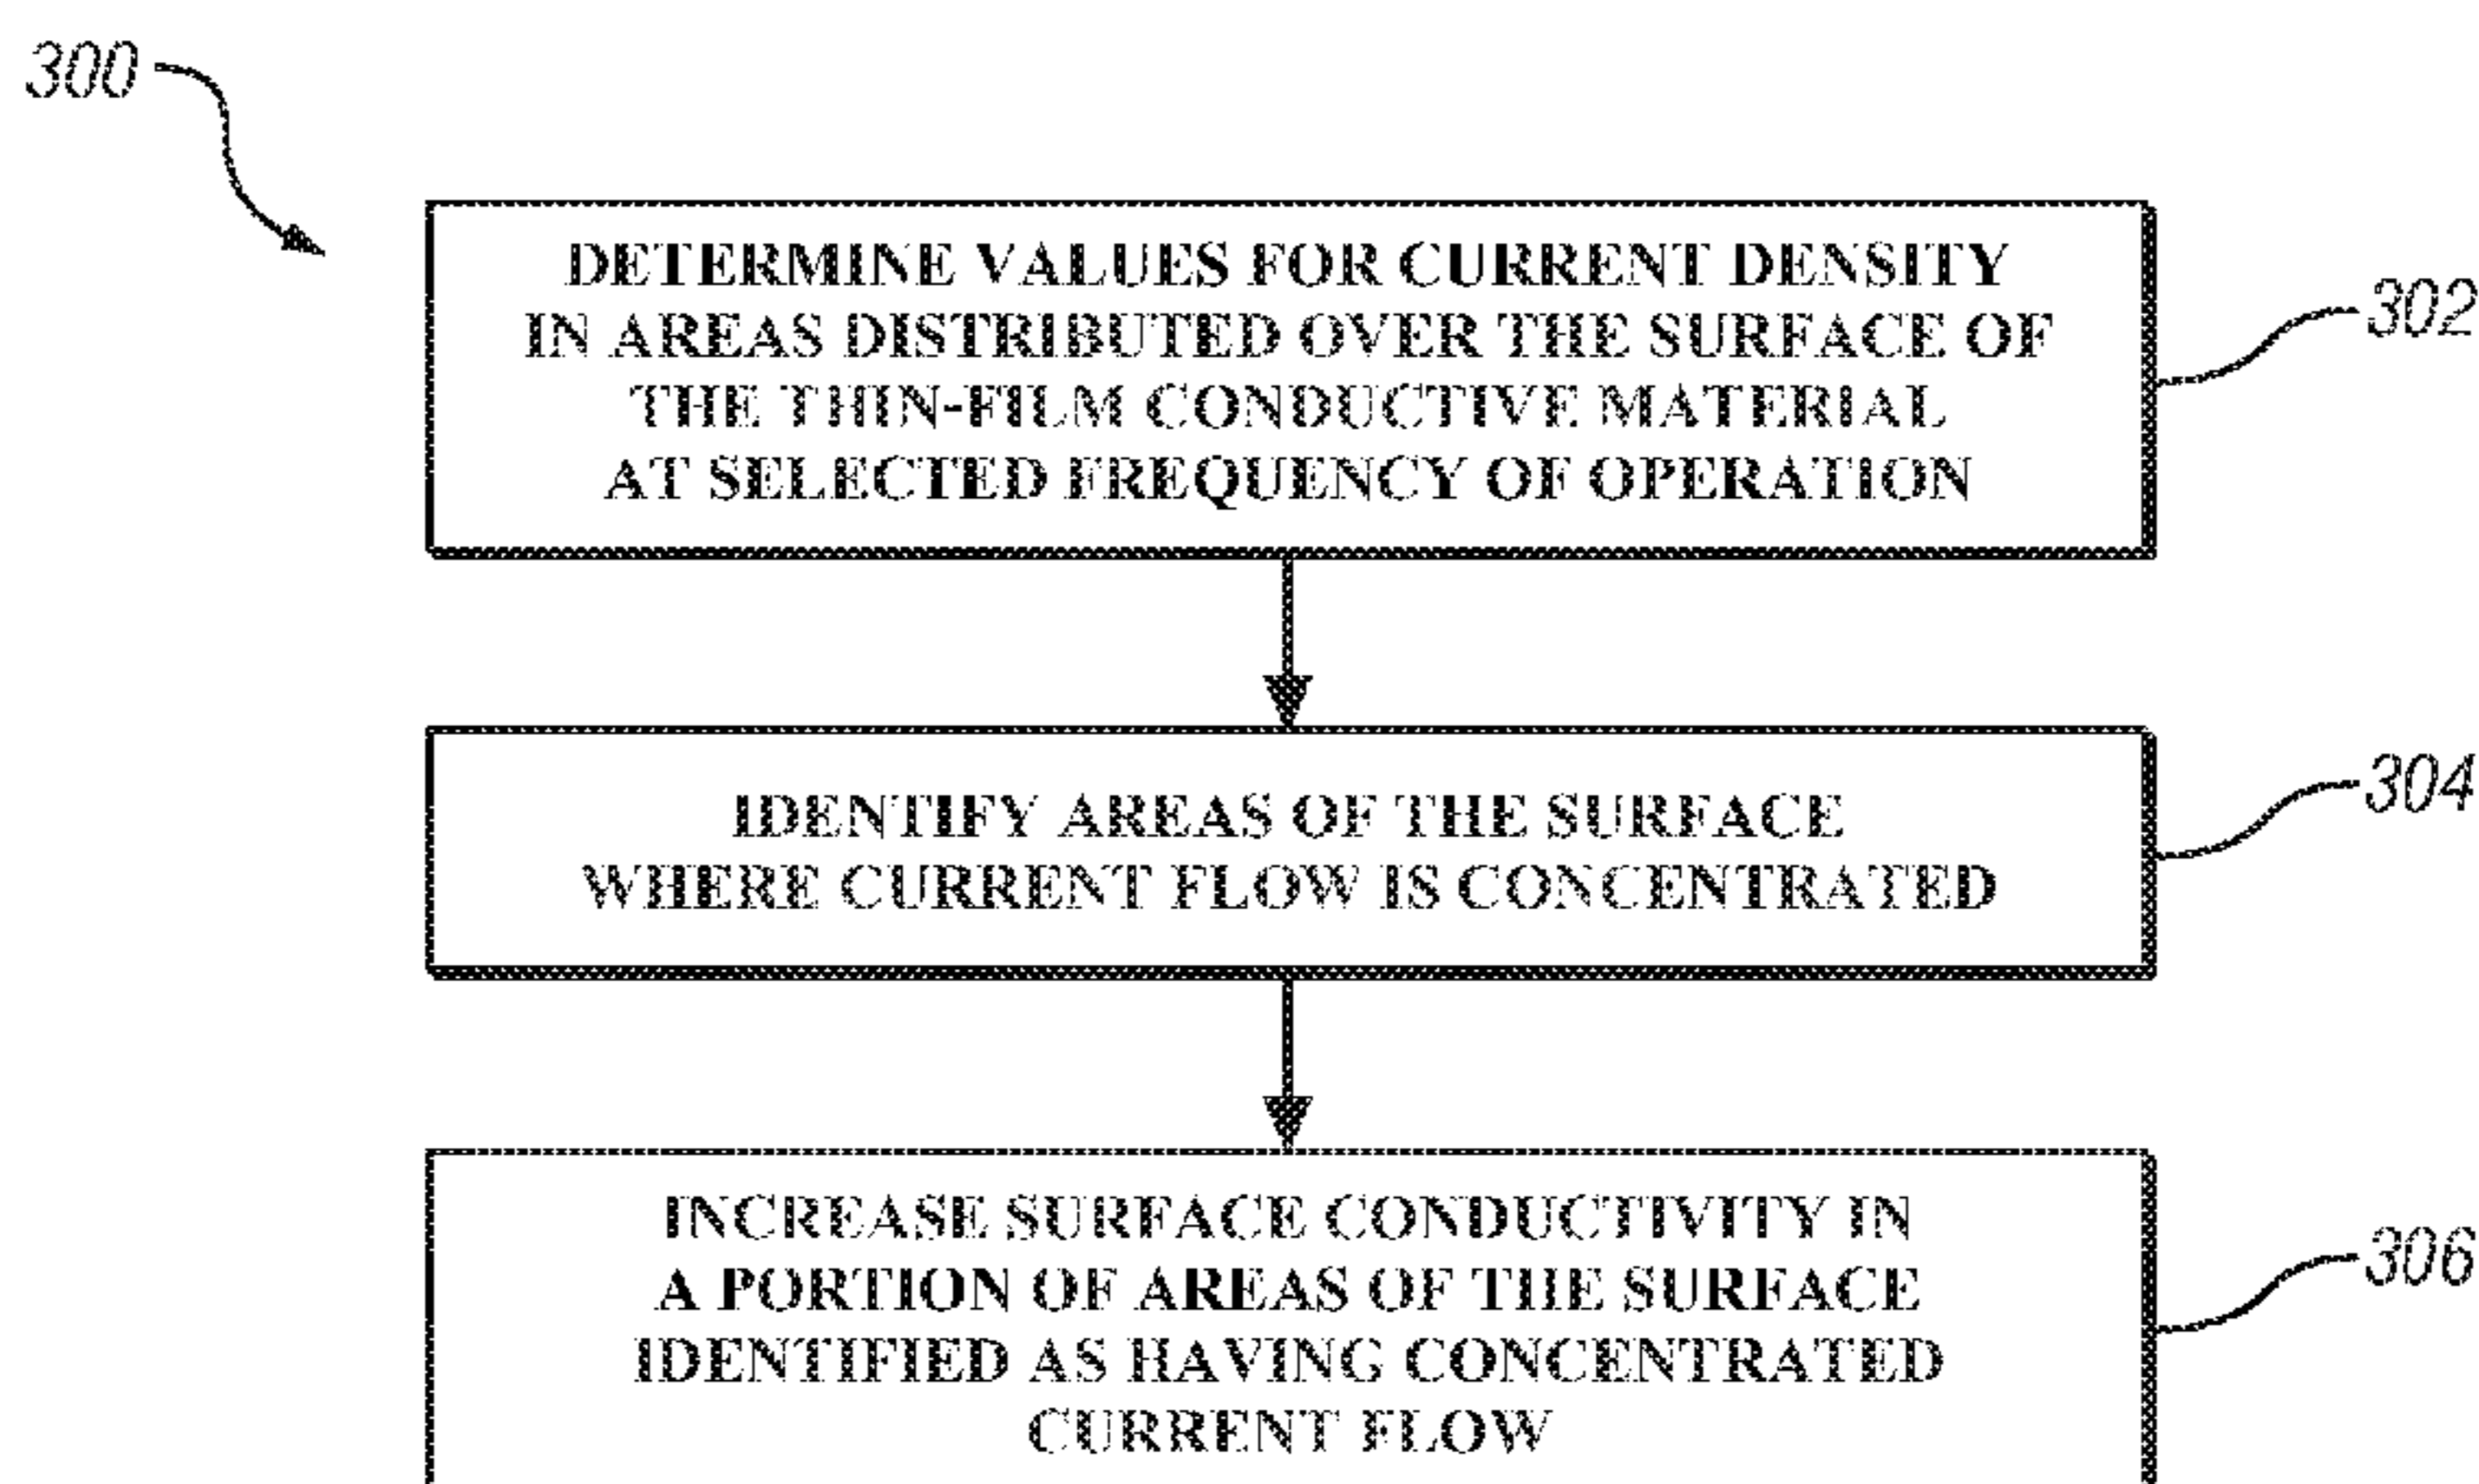 300
DETERMINE VALUES FOR CURRENT DENSITY
IN AREAS DISTRIBUTED OVER THE SURFACE OF
THE THIN-FILM CONDUCTIVE MATERIAL
AT SELECTED FREQUENCY OF OPERATION
302
IDENTIFY AREAS OF THE SURFACE
WHERE CURRENT FLOW IS CONCENTRATED
304
INCREASE SURFACE CONDUCTIVITY IN
A PORTION OF AREAS OF THE SURFACE
IDENTIFIED AS HAVING CONCENTRATED
CURRENT FLOW
306